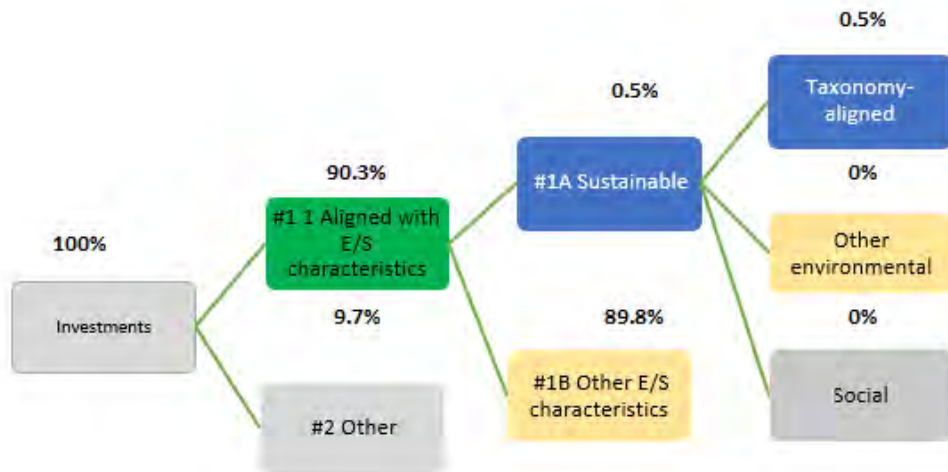 0.5%
Taxonomy-
aligned
0.5%
#1A Sustainable
0%
Other
environmental
90.3%
#1 1 Aligned with
E/S
characteristics
100%
Investments
9.7%
#2 Other
89.8%
#1B Other E/S
characteristics
0%
Social